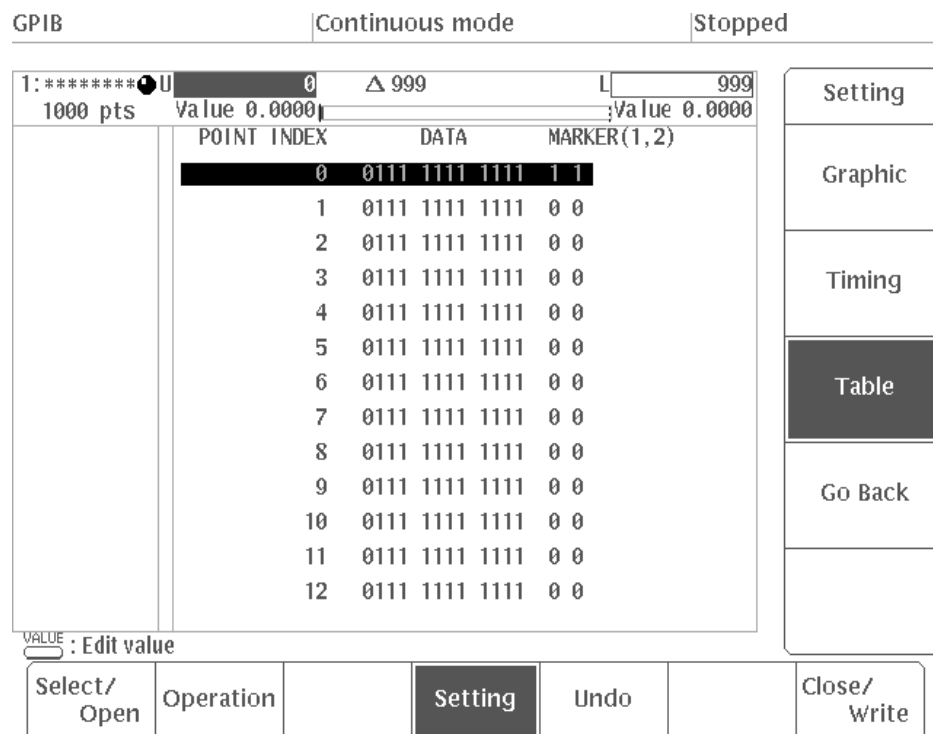 GPIB Continuous mode Stopped
1:******** U 0 Δ 999 L 999
1000 pts Value 0.0000 Value 0.0000
POINT INDEX DATA MARKER(1,2)
0 0111 1111 1111 1 1
1 0111 1111 1111 0 0
2 0111 1111 1111 0 0
3 0111 1111 1111 0 0
4 0111 1111 1111 0 0
5 0111 1111 1111 0 0
6 0111 1111 1111 0 0
7 0111 1111 1111 0 0
8 0111 1111 1111 0 0
9 0111 1111 1111 0 0
10 0111 1111 1111 0 0
11 0111 1111 1111 0 0
12 0111 1111 1111 0 0
Setting
Graphic
Timing
Table
Go Back
VALUE : Edit value
Select/
Open
Operation
Setting
Undo
Close/
Write